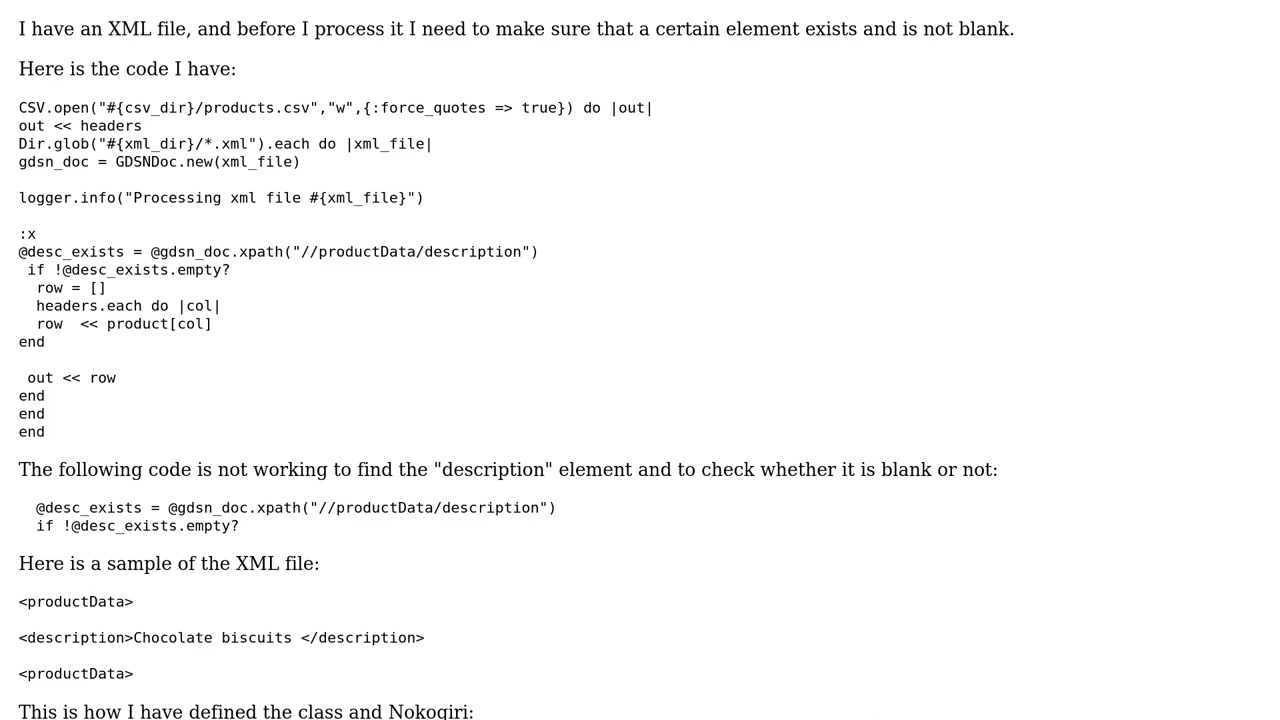 I have an XML file, and before I process it I need to make sure that a certain element exists and is not blank.
Here is the code I have:
CSV.open("#{csv_dir}/products.csv","w",{:force_quotes => true}) do |out|
out << headers
Dir.glob("#{xml_dir}/*.xml").each do |xml_file|
gdsn_doc = GDSNDoc.new(xml_file)
logger.info("Processing xml file #{xml_file}")
:x
@desc_exists = @gdsn_doc.xpath("//productData/description")
 if !@desc_exists.empty?
  row = []
  headers.each do |col|
  row  << product[col]
end
 out << row
end
end
end
The following code is not working to find the "description" element and to check whether it is blank or not:
  @desc_exists = @gdsn_doc.xpath("//productData/description")
  if !@desc_exists.empty?
Here is a sample of the XML file:
<productData>
<description>Chocolate biscuits </description>
<productData>
This is how I have defined the class and Nokogiri: